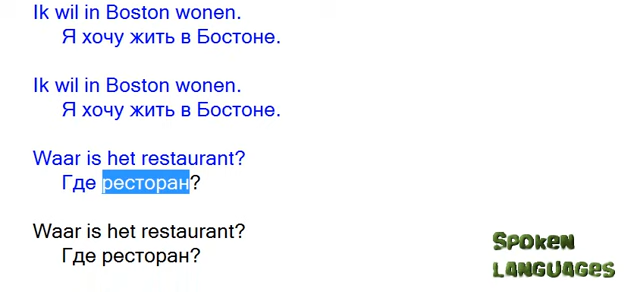 Ik wil in Boston wonen.
Я хочу жить в Бостоне.
Ik wil in Boston wonen.
Я хочу жить в Бостоне.
Waar is het restaurant?
Где ресторан?
Waar is het restaurant?
Где ресторан?
SPOKEN
LANGUAGES